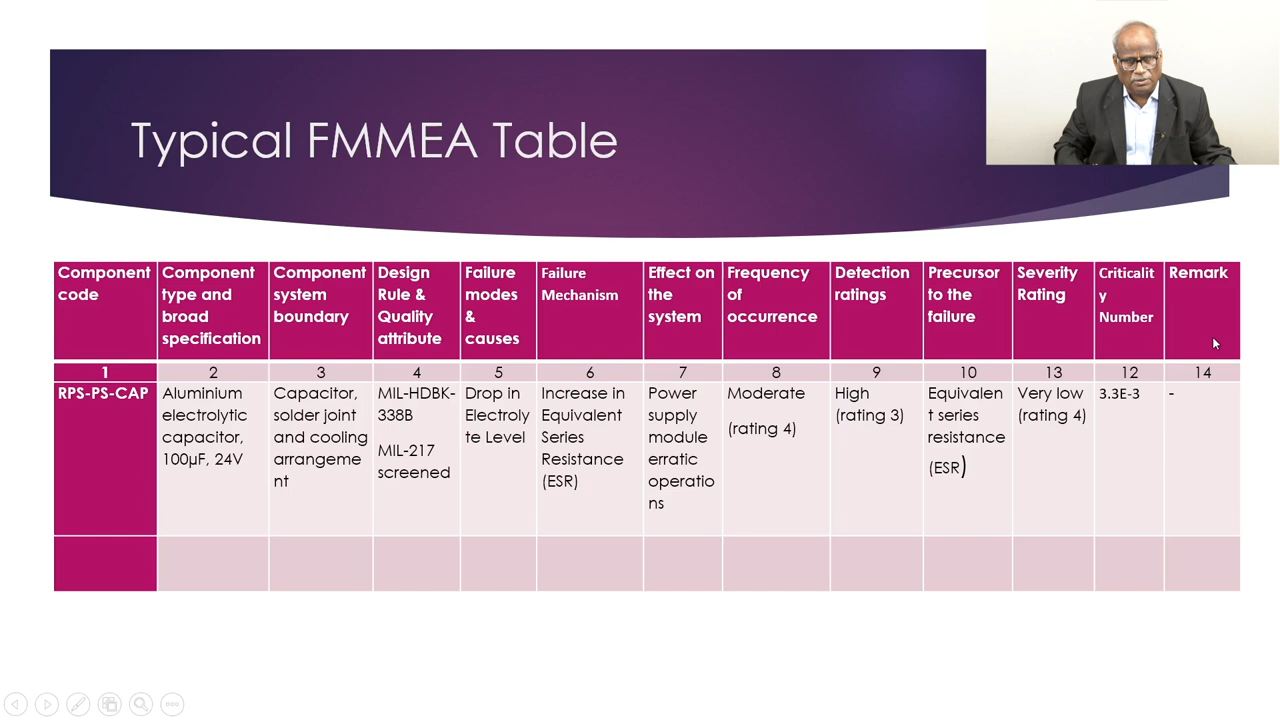 Typical FMMEA Table
Component
code
Component
type and
broad
specification
Component
system
boundary
Design
Rule &
Quality
attribute
Failure
modes
&
causes
Failure
Mechanism
Effect on
the
system
Frequency
of
occurrence
Detection
ratings
Precursor
to the
failure
Severity
Rating
Criticalit
y
Number
Remark
1
2
3
4
5
6
7
8
9
10
13
12
14
RPS-PS-CAP
Aluminium
electrolytic
capacitor,
100µF, 24V
Capacitor,
solder joint
and cooling
arrangeme
nt
MIL-HDBK-
338B
MIL-217
screened
Drop in
Electroly
te Level
Increase in
Equivalent
Series
Resistance
(ESR)
Power
supply
module
erratic
operatio
ns
Moderate
(rating 4)
High
(rating 3)
Equivalen
t series
resistance
(ESR)
Very low
(rating 4)
3.3E-3
-